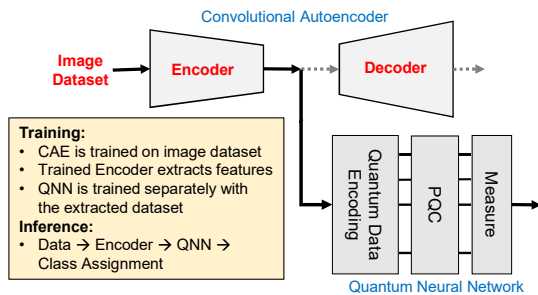 Convolutional Autoencoder
Image
Dataset
Encoder
Decoder
Training:
• CAE is trained on image dataset
• Trained Encoder extracts features
• QNN is trained separately with
the extracted dataset
Inference:
• Data → Encoder → QNN →
Class Assignment
Quantum Data
Encoding
PQC
Measure
Quantum Neural Network